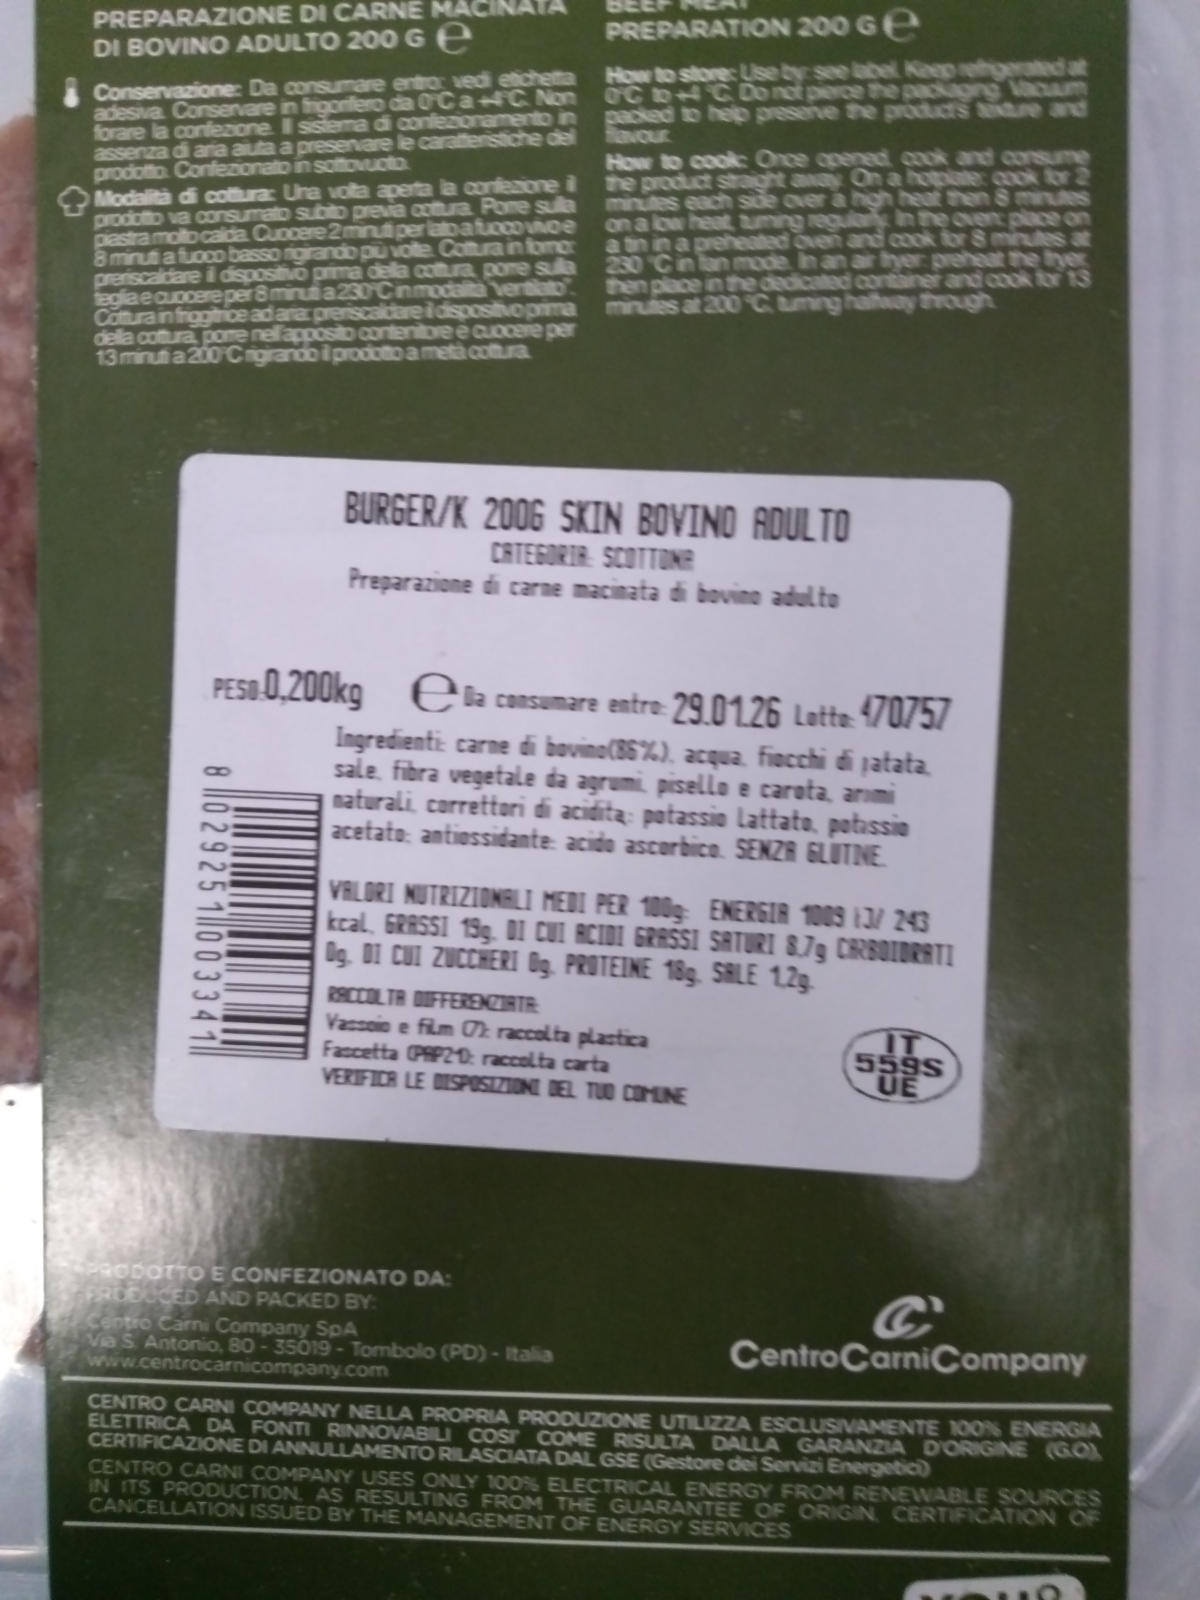 PREPARAZIONE DI CARNE MACINATA
DI BOVINO ADULTO 200 G ℮
Conservazione: Da consumare entro: vedi etichetta
adesiva. Conservare in frigorifero da 0°C a +4°C. Non
forare la confezione. Il sistema di confezionamento in
assenza di aria aiuta a preservare le caratteristiche del
prodotto. Confezionato in sottovuoto.
Modalità di cottura: Una volta aperta la confezione il
prodotto va consumato subito previa cottura. Porre sulla
piastra molto calda. Cuocere 2 minuti per lato a fuoco vivo e
8 minuti a fuoco basso rigirando più volte. Cottura in forno:
preriscaldare il dispositivo prima della cottura, porre sulla
teglia e cuocere per 8 minuti a 230°C in modalità "ventilato".
Cottura in friggitrice ad aria: preriscaldare il dispositivo prima
della cottura, porre nell'apposito contenitore e cuocere per
13 minuti a 200°C rigirando il prodotto a metà cottura.
BEEF MEAT
PREPARATION 200 G ℮
How to store: Use by: see label. Keep refrigerated at
0°C to +4 °C. Do not pierce the packaging. Vacuum
packed to help preserve the product's texture and
flavour.
How to cook: Once opened, cook and consume
the product straight away. On a hotplate: cook for 2
minutes each side over a high heat then 8 minutes
on a low heat, turning regularly. In the oven: place on
a tin in a preheated oven and cook for 8 minutes at
230 °C in fan mode. In an air fryer: preheat the fryer,
then place in the dedicated container and cook for 13
minutes at 200 °C, turning halfway through.
BURGER/K 200G SKIN BOVINO ADULTO
CATEGORIA: SCOTTONA
Preparazione di carne macinata di bovino adulto
PESO:0,200kg ℮ Da consumare entro: 29.01.26 Lotto: 470757
Ingredienti: carne di bovino(86%), acqua, fiocchi di patata,
sale, fibra vegetale da agrumi, pisello e carota, aromi
naturali, correttori di acidità: potassio lattato, potassio
acetato; antiossidante: acido ascorbico. SENZA GLUTINE.
VALORI NUTRIZIONALI MEDI PER 100g: ENERGIA 1009 kJ/ 243
kcal, GRASSI 19g, DI CUI ACIDI GRASSI SATURI 8,7g CARBOIDRATI
0g, DI CUI ZUCCHERI 0g, PROTEINE 18g, SALE 1,2g.
RACCOLTA DIFFERENZIATA:
Vassoio e film (7): raccolta plastica
Fascetta (PAP21): raccolta carta
VERIFICA LE DISPOSIZIONI DEL TUO COMUNE
8 029251 003341
IT
559S
UE
PRODOTTO E CONFEZIONATO DA:
PRODUCED AND PACKED BY:
Centro Carni Company SpA
Via S. Antonio, 80 - 35019 - Tombolo (PD) - Italia
www.centrocarnicompany.com
CentroCarniCompany
CENTRO CARNI COMPANY NELLA PROPRIA PRODUZIONE UTILIZZA ESCLUSIVAMENTE 100% ENERGIA
ELETTRICA DA FONTI RINNOVABILI COSI' COME RISULTA DALLA GARANZIA D'ORIGINE (G.O),
CERTIFICAZIONE DI ANNULLAMENTO RILASCIATA DAL GSE (Gestore dei Servizi Energetici)
CENTRO CARNI COMPANY USES ONLY 100% ELECTRICAL ENERGY FROM RENEWABLE SOURCES
IN ITS PRODUCTION, AS RESULTING FROM THE GUARANTEE OF ORIGIN, CERTIFICATION OF
CANCELLATION ISSUED BY THE MANAGEMENT OF ENERGY SERVICES